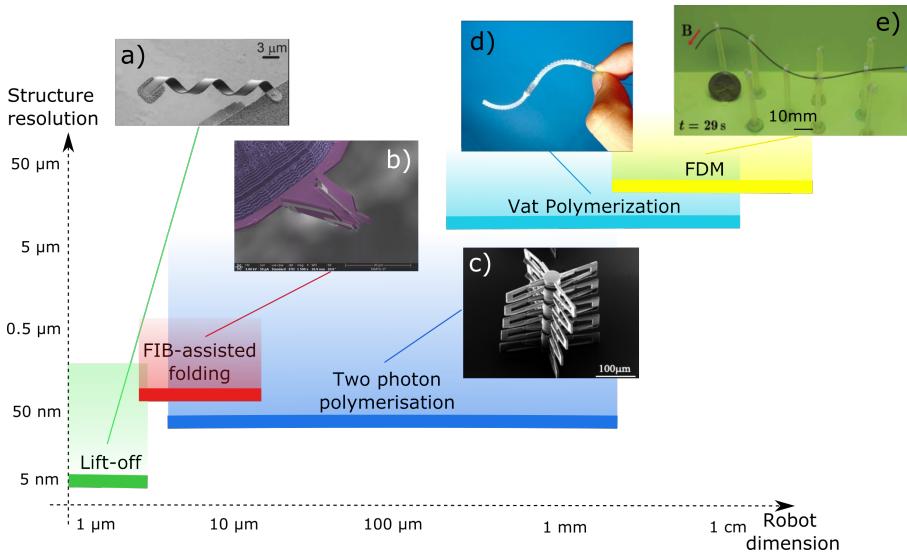 a)
3 μm
d)
e)
B
10mm
t = 29 s
Structure
resolution
50 μm
b)
FDM
Vat Polymerization
5 μm
c)
0.5 μm
FIB-assisted
folding
100μm
Two photon
polymerisation
50 nm
Lift-off
5 nm
1 μm
10 μm
100 μm
1 mm
1 cm
Robot
dimension